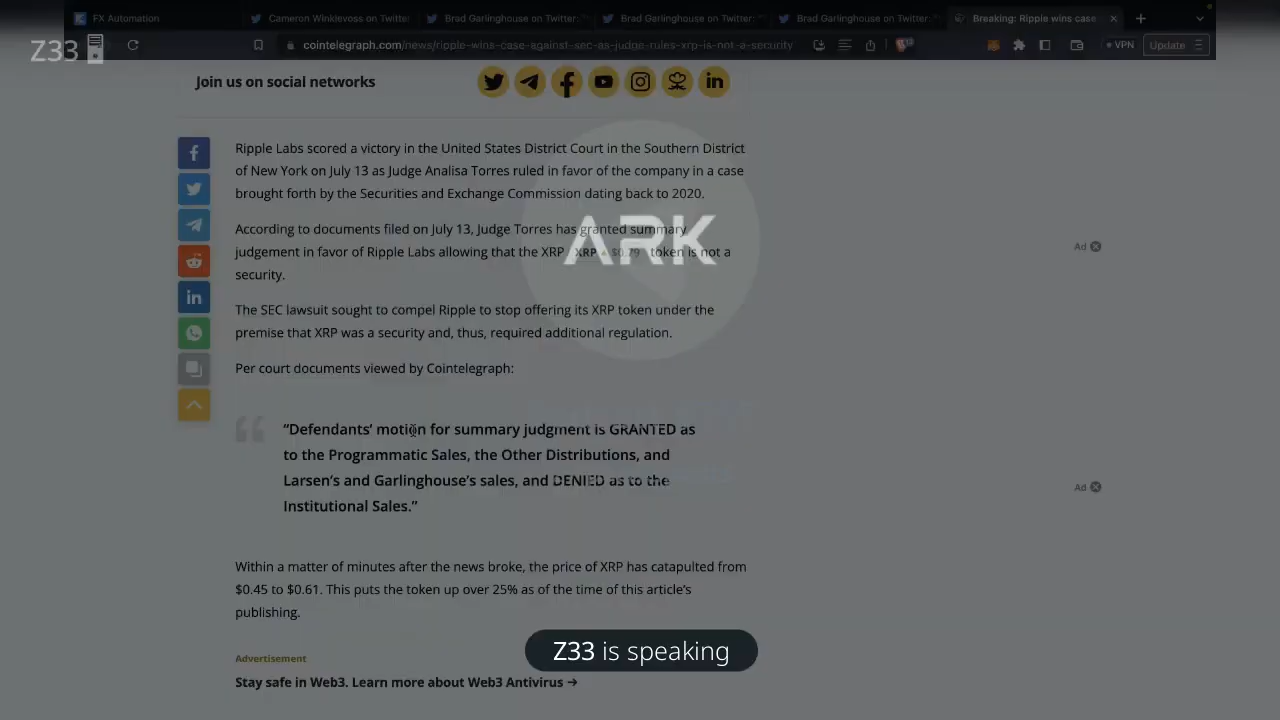 FX Automation
Cameron Winklevoss on Twitter
Brad Garlinghouse on Twitter: "
Brad Garlinghouse on Twitter: "
Brad Garlinghouse on Twitter: "
Breaking: Ripple wins case
Z33
cointelegraph.com/news/ripple-wins-case-against-sec-as-judge-rules-xrp-is-not-a-security
VPN
Update
Join us on social networks
Ripple Labs scored a victory in the United States District Court in the Southern District
of New York on July 13 as Judge Analisa Torres ruled in favor of the company in a case
brought forth by the Securities and Exchange Commission dating back to 2020.
According to documents filed on July 13, Judge Torres has granted summary
judgement in favor of Ripple Labs allowing that the XRP XRP ▲ $0.79 token is not a
security.
ARK
The SEC lawsuit sought to compel Ripple to stop offering its XRP token under the
premise that XRP was a security and, thus, required additional regulation.
Per court documents viewed by Cointelegraph:
“Defendants’ motion for summary judgment is GRANTED as
to the Programmatic Sales, the Other Distributions, and
Larsen’s and Garlinghouse’s sales, and DENIED as to the
Institutional Sales.”
Within a matter of minutes after the news broke, the price of XRP has catapulted from
$0.45 to $0.61. This puts the token up over 25% as of the time of this article’s
publishing.
Z33 is speaking
Advertisement
Stay safe in Web3. Learn more about Web3 Antivirus →
Ad
Ad